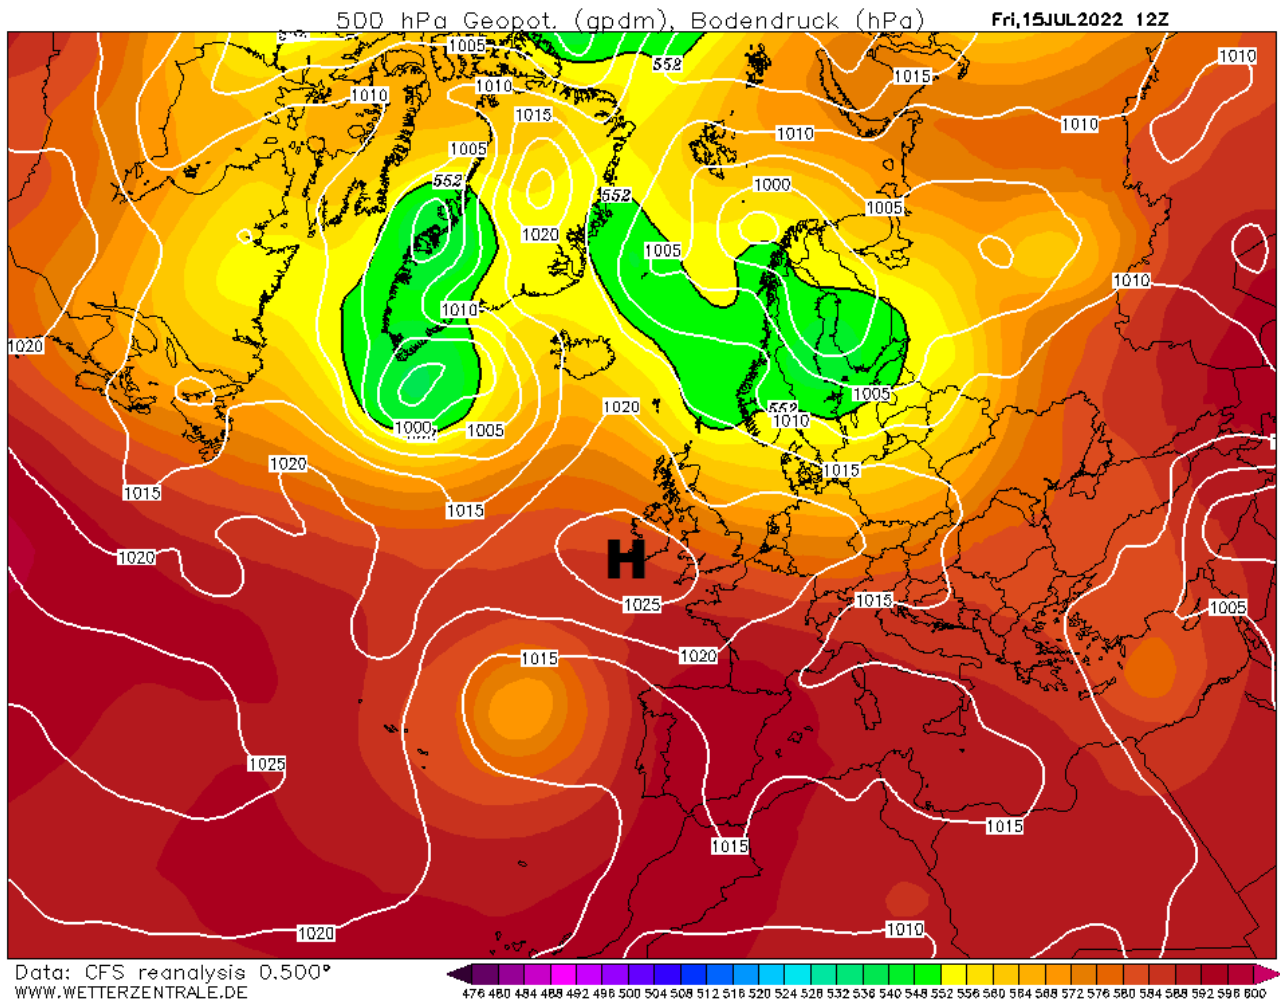 500 hPa Geopot. (gpdm), Bodendruck (hPa) Fri,15JUL2022 12Z
1005 552 1015 1010
1010 1010
1015 1010 1010
1005
552 552 1000
1005
1020 1005
1010
1010
1020
1005
1020 552
1000 1005 1010
1020 1015
1015
1015
1020
H
1025 1015 1005
1015 1020
1025
1015 1015
1020 1010
Data: CFS reanalysis 0.500°
WWW.WETTERZENTRALE.DE
476 480 484 488 492 496 500 504 508 512 516 520 524 528 532 536 540 548 552 556 560 564 568 572 576 580 584 588 592 596 600